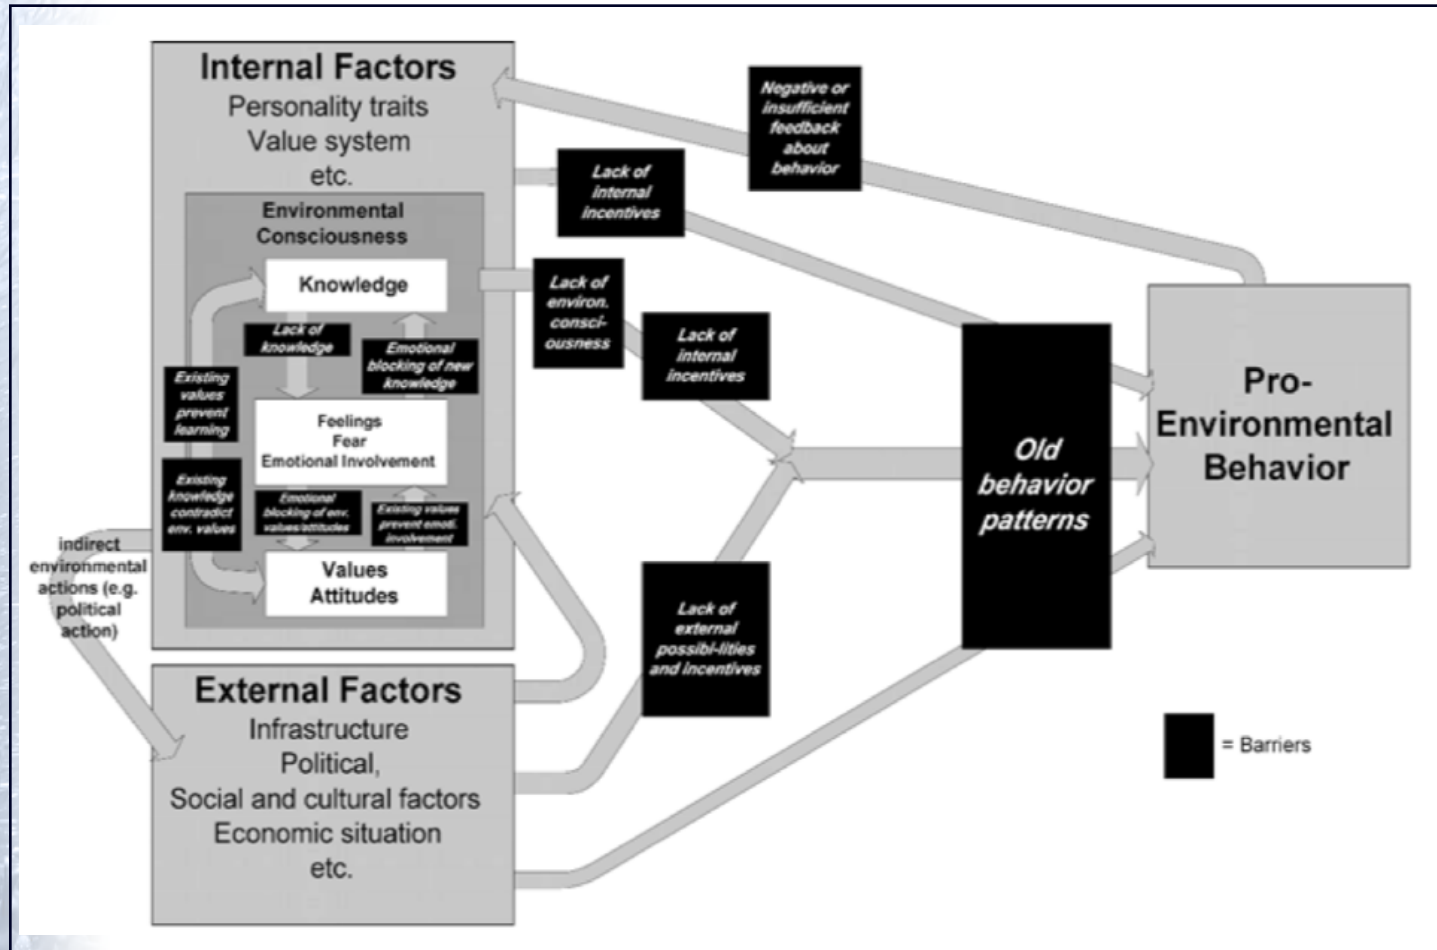 Internal Factors
Personality traits
Value system
etc.
Environmental
Consciousness
Knowledge
Lack of
knowledge
Emotional
blocking of new
knowledge
Existing
values
prevent
learning
Feelings
Fear
Emotional Involvement
Existing
knowledge
contradict
env. values
Emotional
blocking of env.
values/attitudes
Existing values
prevent emoti.
involvement
Values
Attitudes
indirect
environmental
actions (e.g.
political
action)
External Factors
Infrastructure
Political,
Social and cultural factors
Economic situation
etc.
Negative or
insufficient
feedback
about
behavior
Lack of
internal
incentives
Lack of
environ.
consci-
ousness
Lack of
internal
incentives
Lack of
external
possibi-lities
and incentives
Old
behavior
patterns
Pro-
Environmental
Behavior
= Barriers